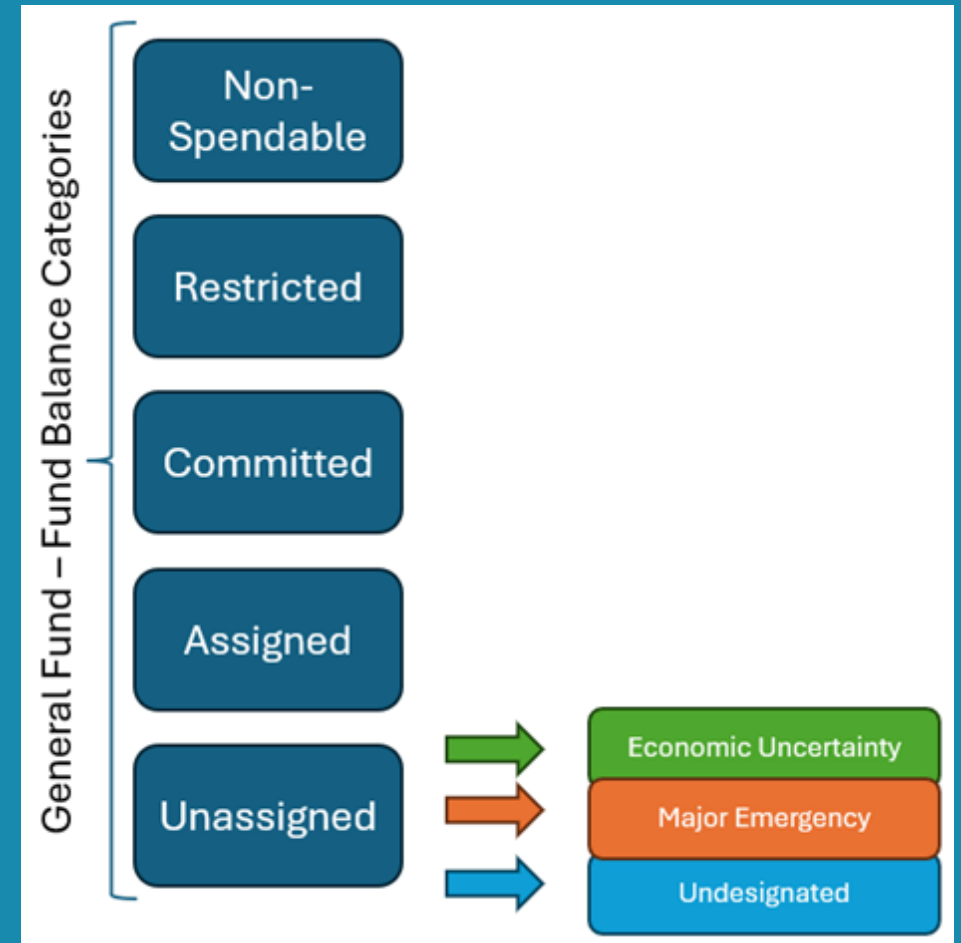 General Fund – Fund Balance Categories
Non-
Spendable
Restricted
Committed
Assigned
Unassigned
Economic Uncertainty
Major Emergency
Undesignated